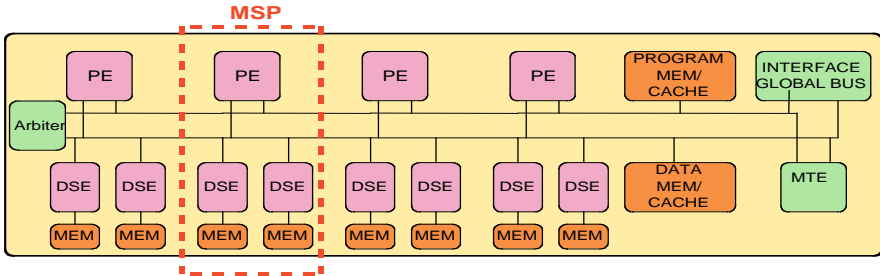 MSP
PE
PE
PE
PE
PROGRAM
MEM/
CACHE
INTERFACE
GLOBAL BUS
Arbiter
DSE
DSE
DSE
DSE
DSE
DSE
DSE
DSE
DATA
MEM/
CACHE
MTE
MEM
MEM
MEM
MEM
MEM
MEM
MEM
MEM